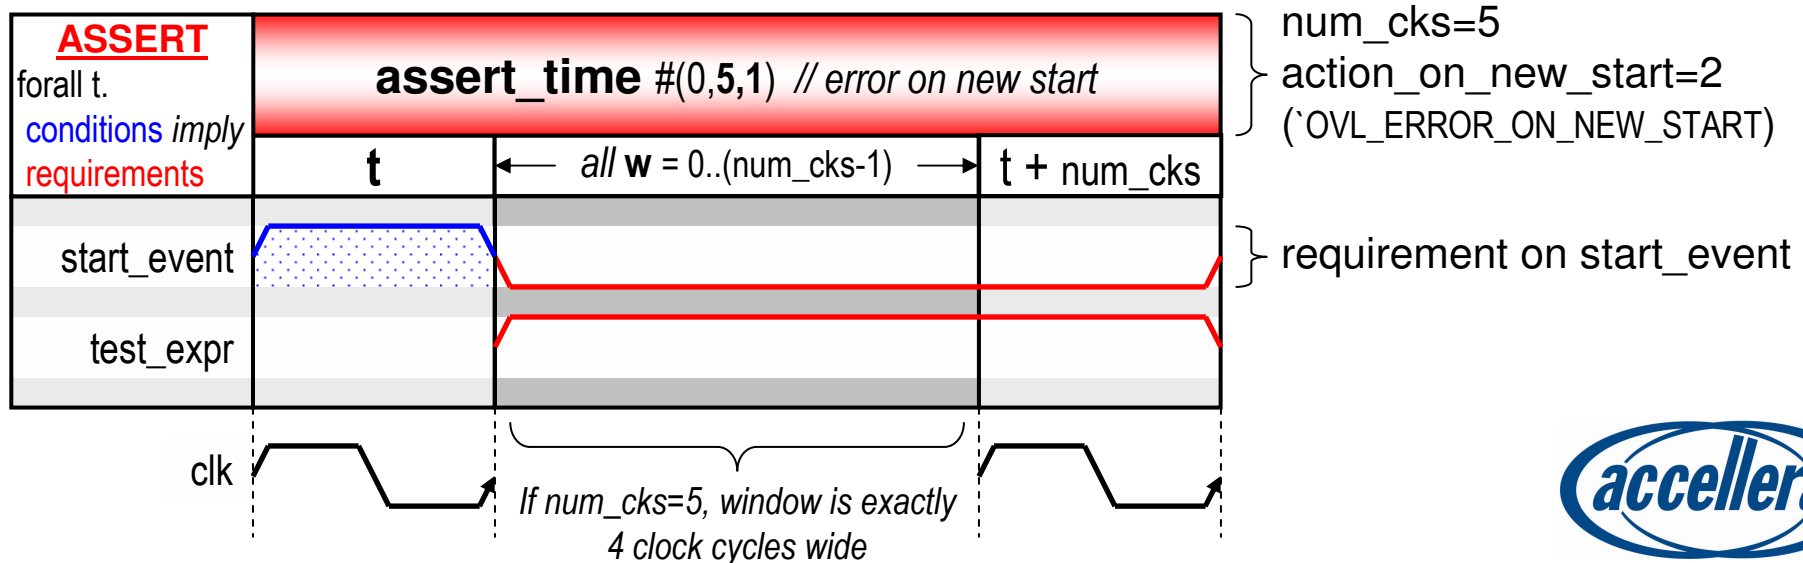 ASSERT
forall t.
conditions imply
requirements
assert_time #(0,5,1) // error on new start
t
all w = 0..(num_cks-1)
t + num_cks
num_cks=5
action_on_new_start=2
(`OVL_ERROR_ON_NEW_START)
start_event
requirement on start_event
test_expr
clk
If num_cks=5, window is exactly
4 clock cycles wide